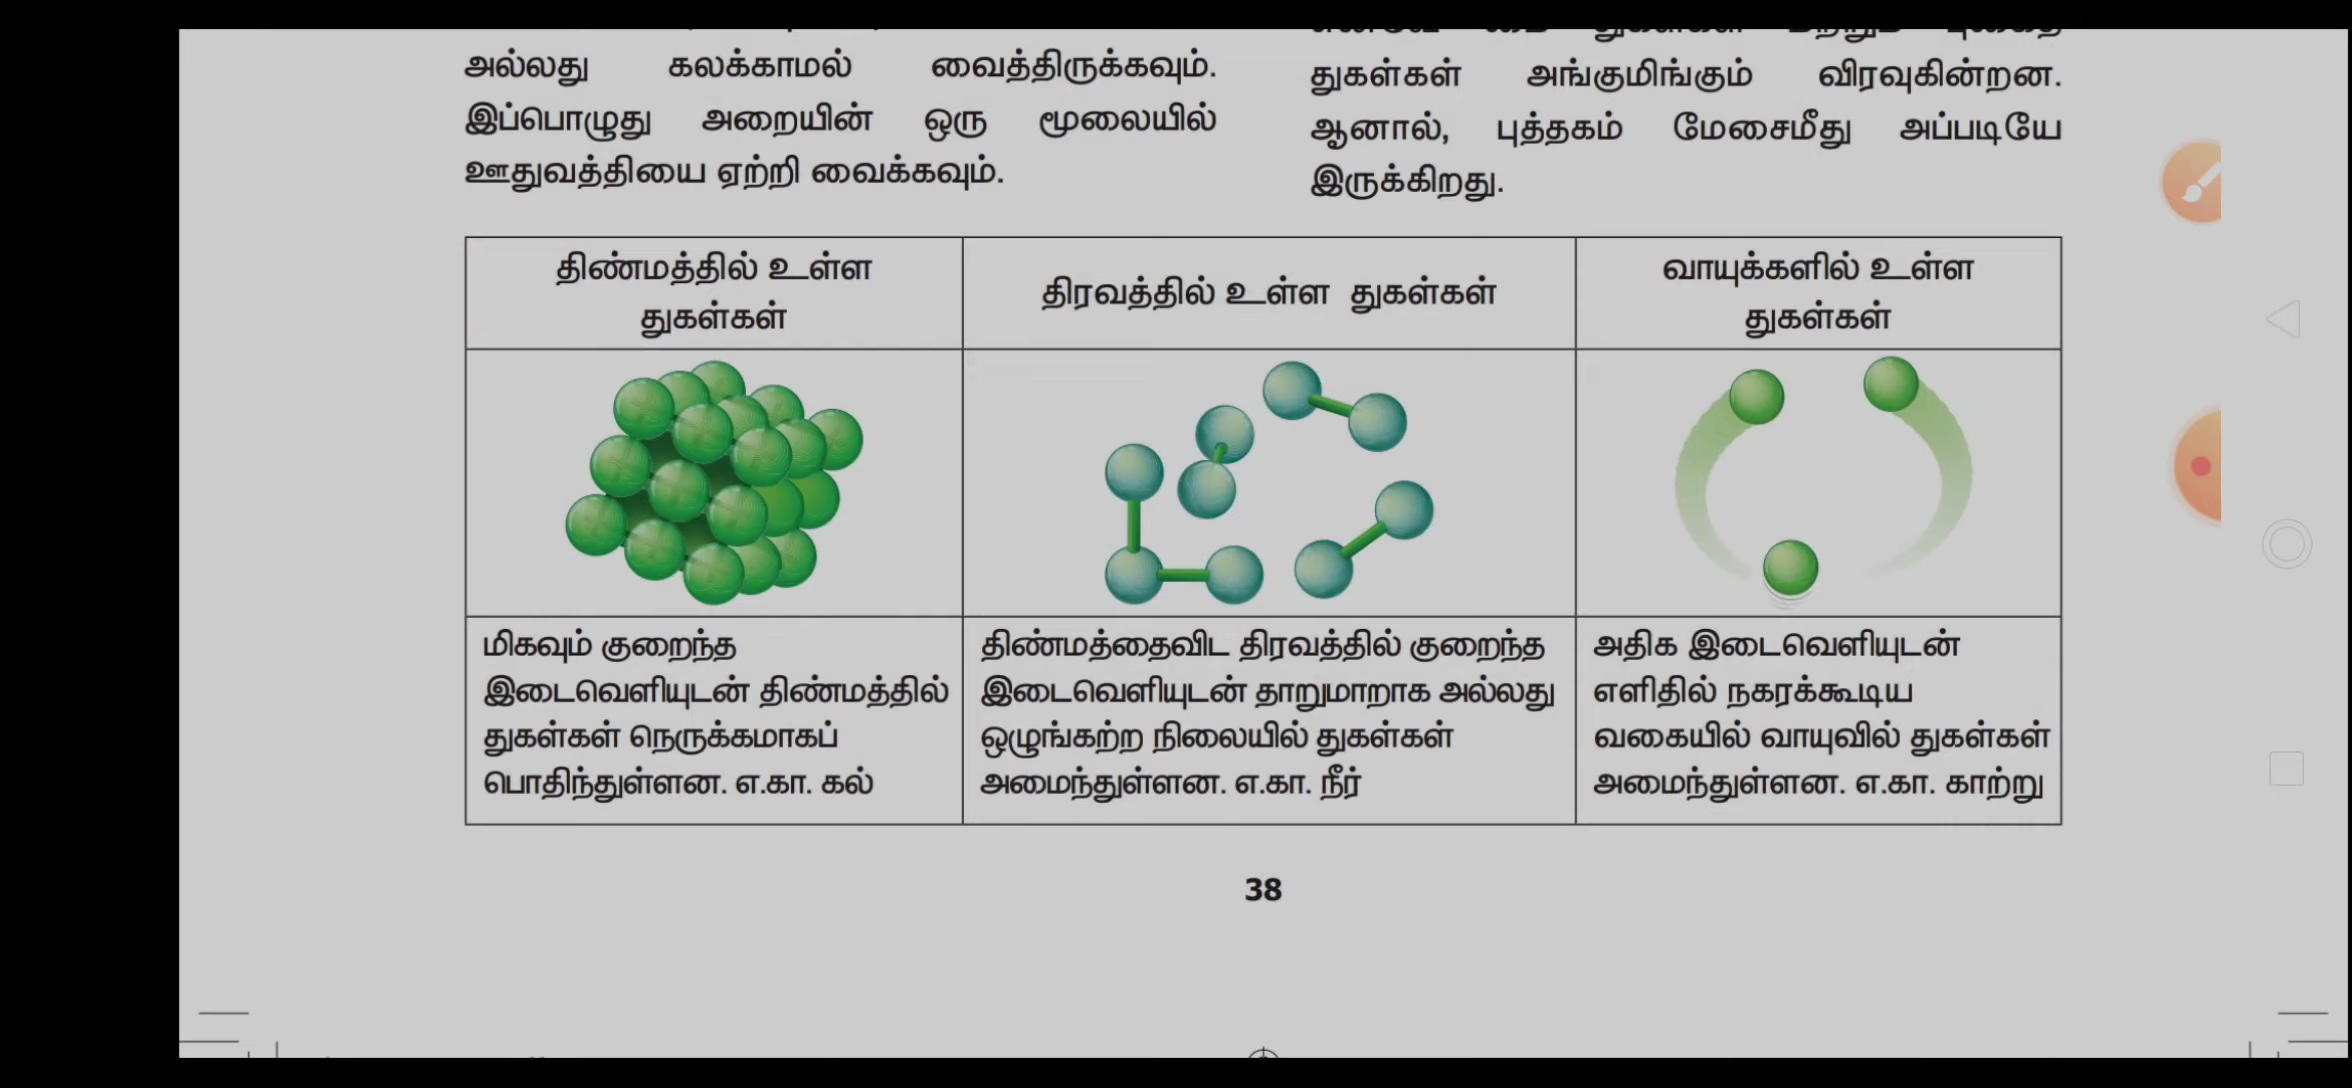 அல்லது கலக்காமல் வைத்திருக்கவும்.
இப்பொழுது அறையின் ஒரு மூலையில்
ஊதுவத்தியை ஏற்றி வைக்கவும்.
துகள்கள் அங்குமிங்கும் விரவுகின்றன.
ஆனால், புத்தகம் மேசைமீது அப்படியே
இருக்கிறது.
திண்மத்தில் உள்ள
துகள்கள்
திரவத்தில் உள்ள துகள்கள்
வாயுக்களில் உள்ள
துகள்கள்
மிகவும் குறைந்த
இடைவெளியுடன் திண்மத்தில்
துகள்கள் நெருக்கமாகப்
பொதிந்துள்ளன. எ.கா. கல்
திண்மத்தைவிட திரவத்தில் குறைந்த
இடைவெளியுடன் தாறுமாறாக அல்லது
ஒழுங்கற்ற நிலையில் துகள்கள்
அமைந்துள்ளன. எ.கா. நீர்
அதிக இடைவெளியுடன்
எளிதில் நகரக்கூடிய
வகையில் வாயுவில் துகள்கள்
அமைந்துள்ளன. எ.கா. காற்று
38